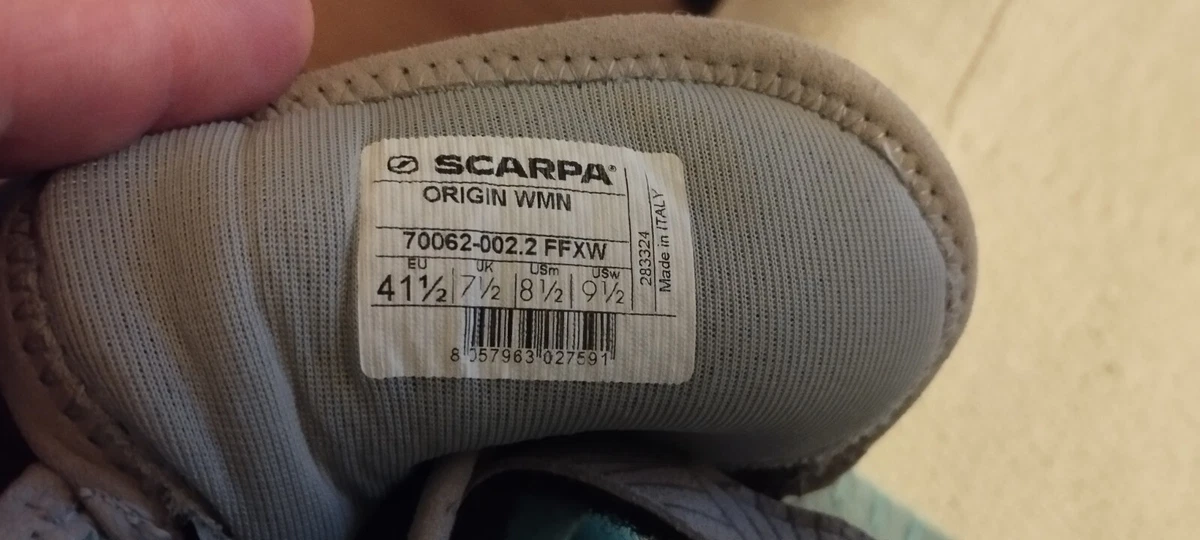 SCARPA®
ORIGIN WMN
70062-002.2 FFXW
EU UK USm USw
41½ 7½ 8½ 9½
8 057963 027591
283324
Made in ITALY